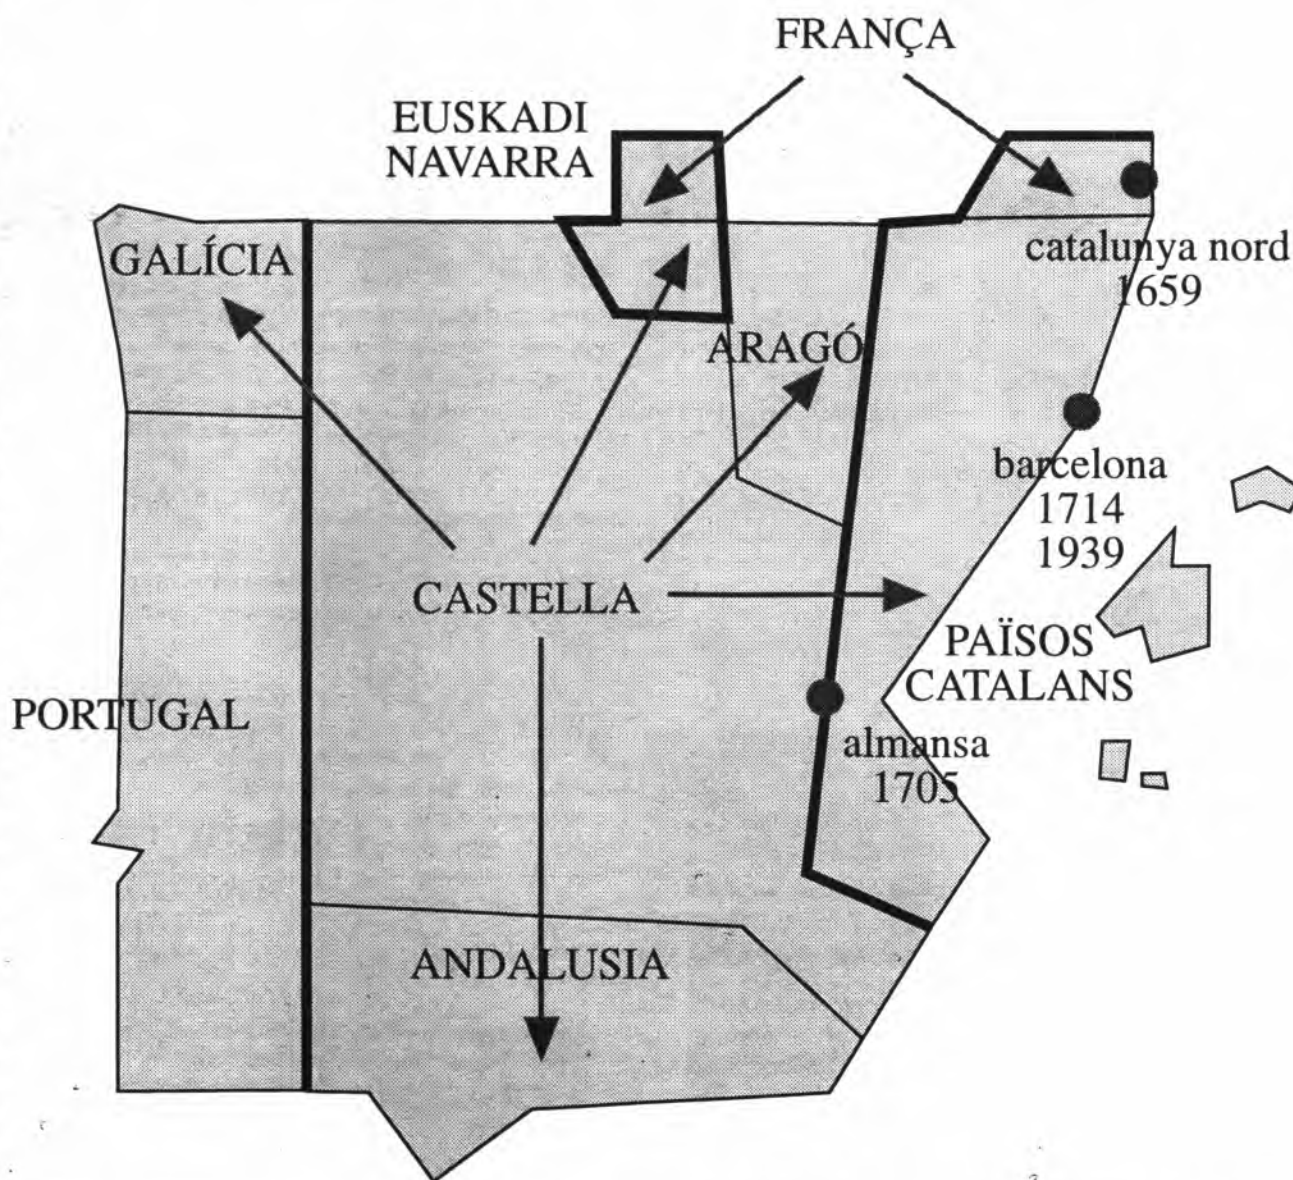 FRANÇA
EUSKADI
NAVARRA
GALÍCIA
catalunya nord
1659
ARAGÓ
barcelona
1714
1939
CASTELLA
PAÏSOS
CATALANS
PORTUGAL
almansa
1705
ANDALUSIA